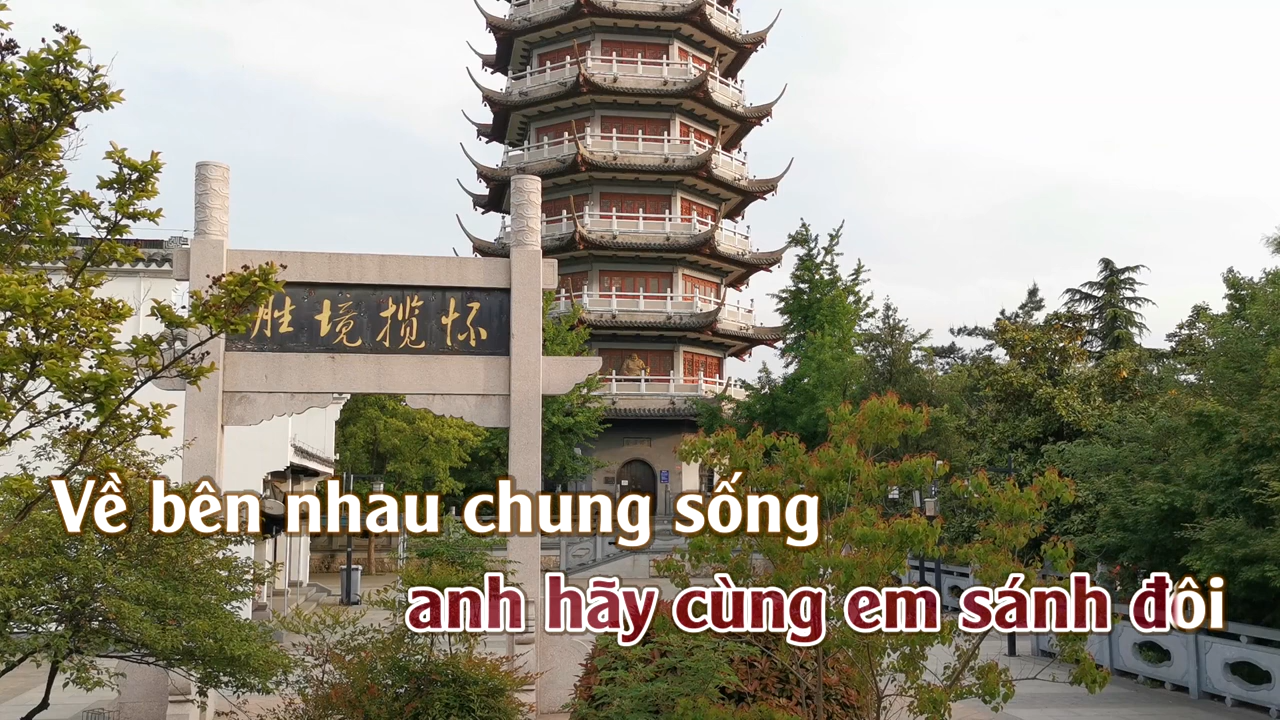 胜境揽怀
Về bên nhau chung sống
anh hãy cùng em sánh đôi